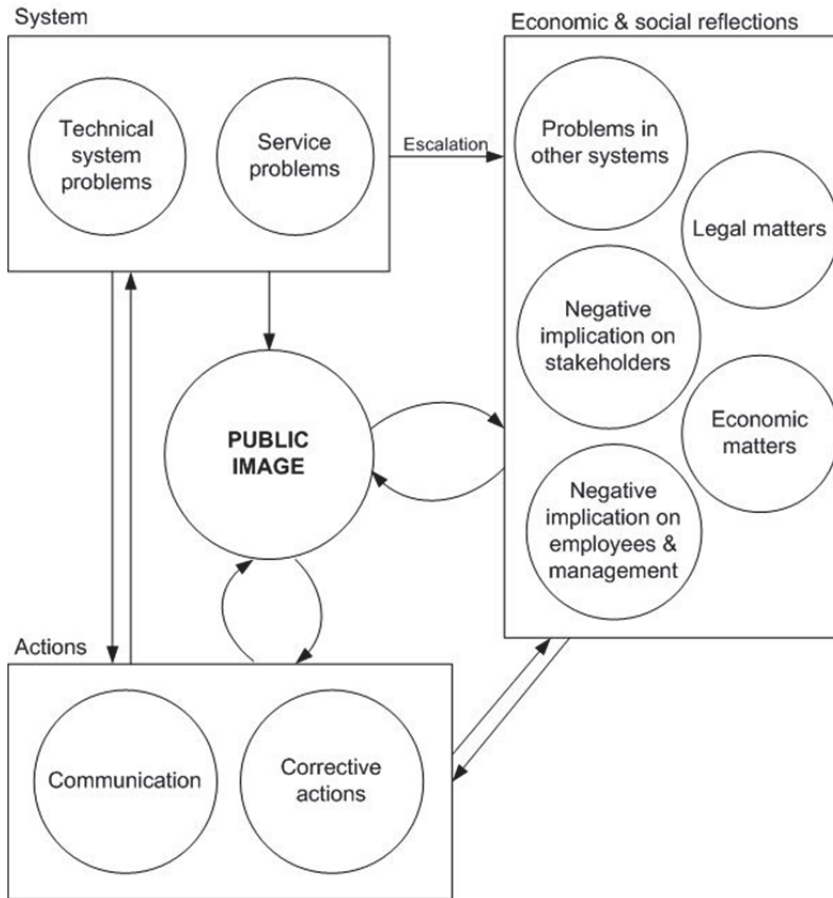 System
Technical
system
problems
Service
problems
Escalation
Economic & social reflections
Problems in
other systems
Legal matters
Negative
implication on
stakeholders
Economic
matters
Negative
implication on
employees &
management
PUBLIC
IMAGE
Actions
Communication
Corrective
actions